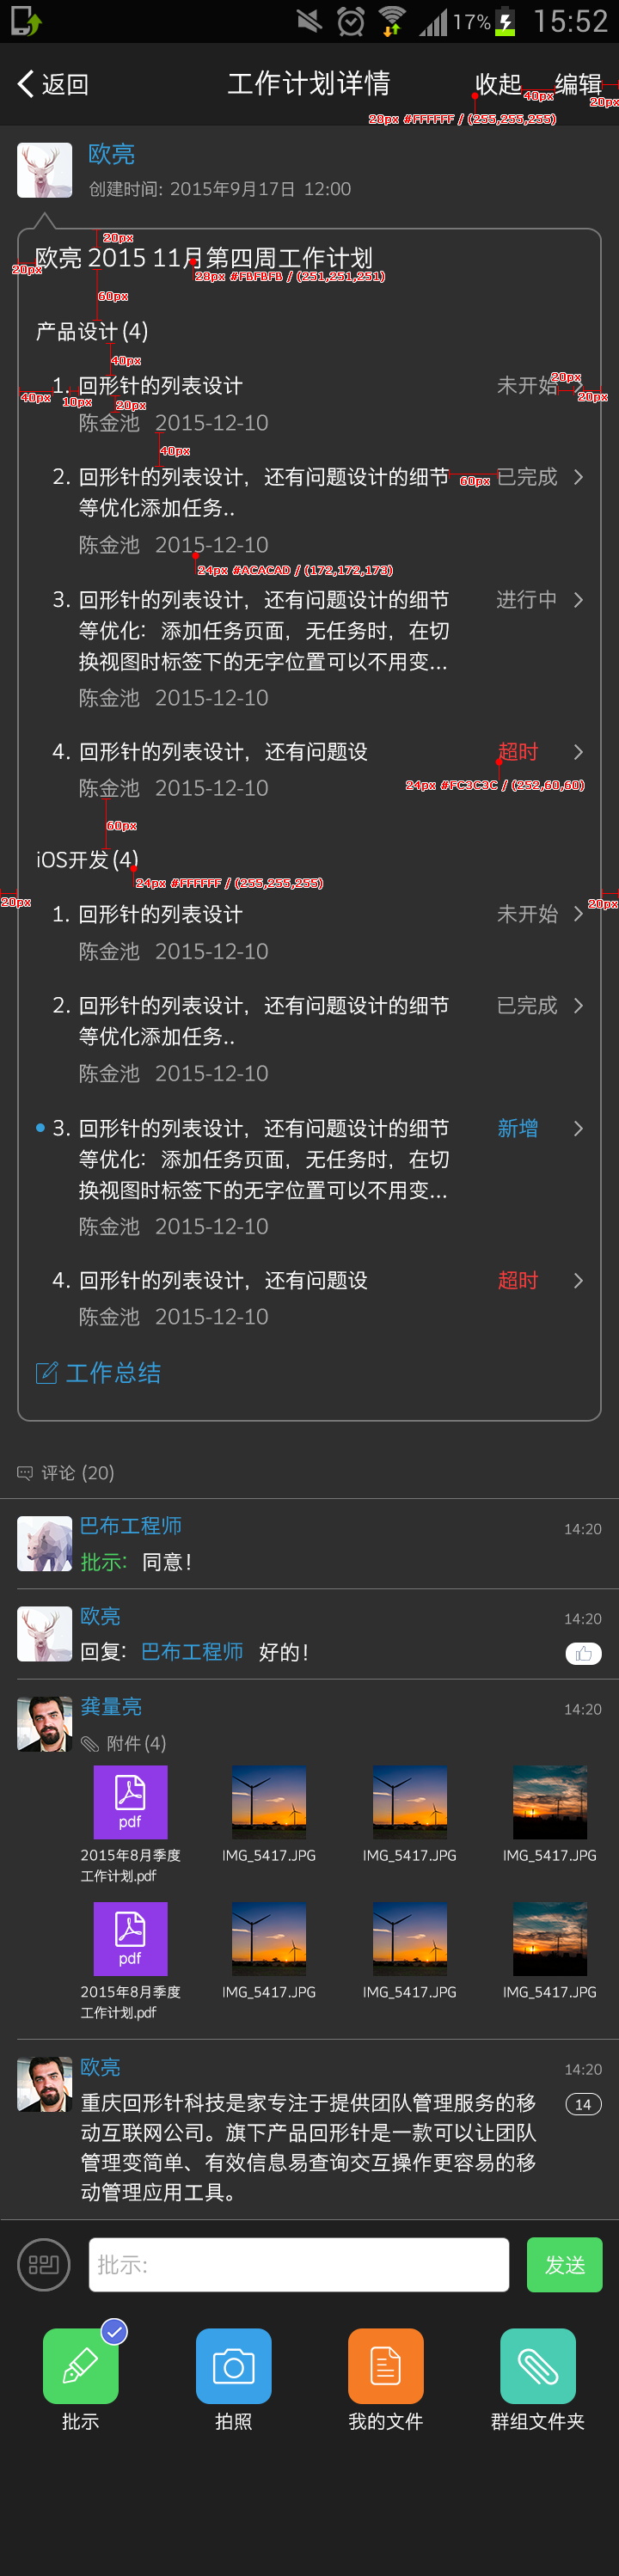 17% 15:52
返回 工作计划详情 收起 编辑
40px 20px
28px #FFFFFF / (255,255,255)
欧亮
创建时间: 2015年9月17日 12:00
20px
欧亮 2015 11月第四周工作计划
20px
28px #FBFBFB / (251,251,251)
60px
产品设计(4)
40px
1. 回形针的列表设计 未开始
20px
40px 10px 20px 20px
陈金池 2015-12-10
40px
2. 回形针的列表设计，还有问题设计的细节 已完成
60px
等优化添加任务..
陈金池 2015-12-10
24px #ACACAD / (172,172,173)
3. 回形针的列表设计，还有问题设计的细节 进行中
等优化：添加任务页面，无任务时，在切
换视图时标签下的无字位置可以不用变...
陈金池 2015-12-10
4. 回形针的列表设计，还有问题设 超时
陈金池 2015-12-10
24px #FC3C3C / (252,60,60)
60px
iOS开发(4)
24px #FFFFFF / (255,255,255)
20px 20px
1. 回形针的列表设计 未开始
陈金池 2015-12-10
2. 回形针的列表设计，还有问题设计的细节 已完成
等优化添加任务..
陈金池 2015-12-10
3. 回形针的列表设计，还有问题设计的细节 新增
等优化：添加任务页面，无任务时，在切
换视图时标签下的无字位置可以不用变...
陈金池 2015-12-10
4. 回形针的列表设计，还有问题设 超时
陈金池 2015-12-10
工作总结
评论 (20)
巴布工程师 14:20
批示：同意！
欧亮 14:20
回复：巴布工程师 好的！
龚量亮 14:20
附件(4)
pdf
2015年8月季度 IMG_5417.JPG IMG_5417.JPG IMG_5417.JPG
工作计划.pdf
pdf
2015年8月季度 IMG_5417.JPG IMG_5417.JPG IMG_5417.JPG
工作计划.pdf
欧亮 14:20
重庆回形针科技是家专注于提供团队管理服务的移 14
动互联网公司。旗下产品回形针是一款可以让团队
管理变简单、有效信息易查询交互操作更容易的移
动管理应用工具。
批示: 发送
批示 拍照 我的文件 群组文件夹